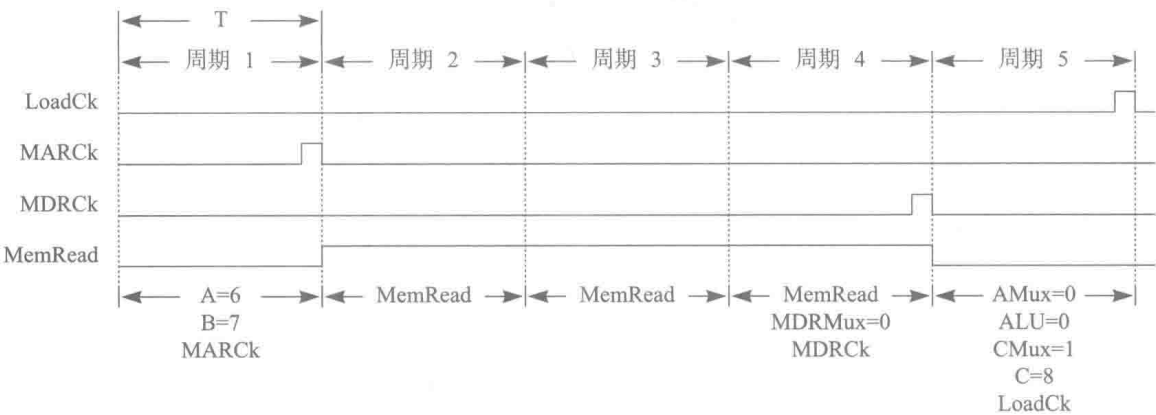 T
周期 1 周期 2 周期 3 周期 4 周期 5
LoadCk
MARCk
MDRCk
MemRead
A=6 MemRead MemRead MemRead AMux=0
B=7 MDRMux=0 ALU=0
MARCk MDRCk CMux=1
C=8
LoadCk